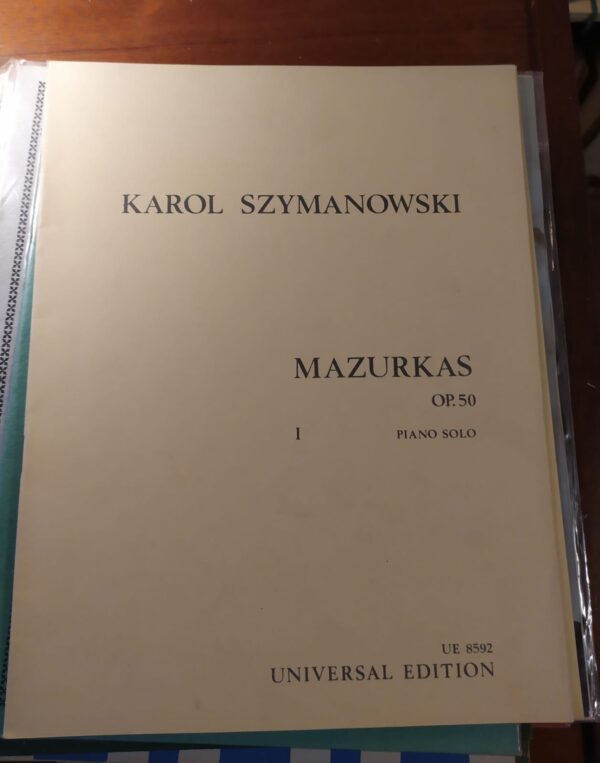 KAROL SZYMANOWSKI
MAZURKAS
OP. 50
I PIANO SOLO
UE 8592
UNIVERSAL EDITION